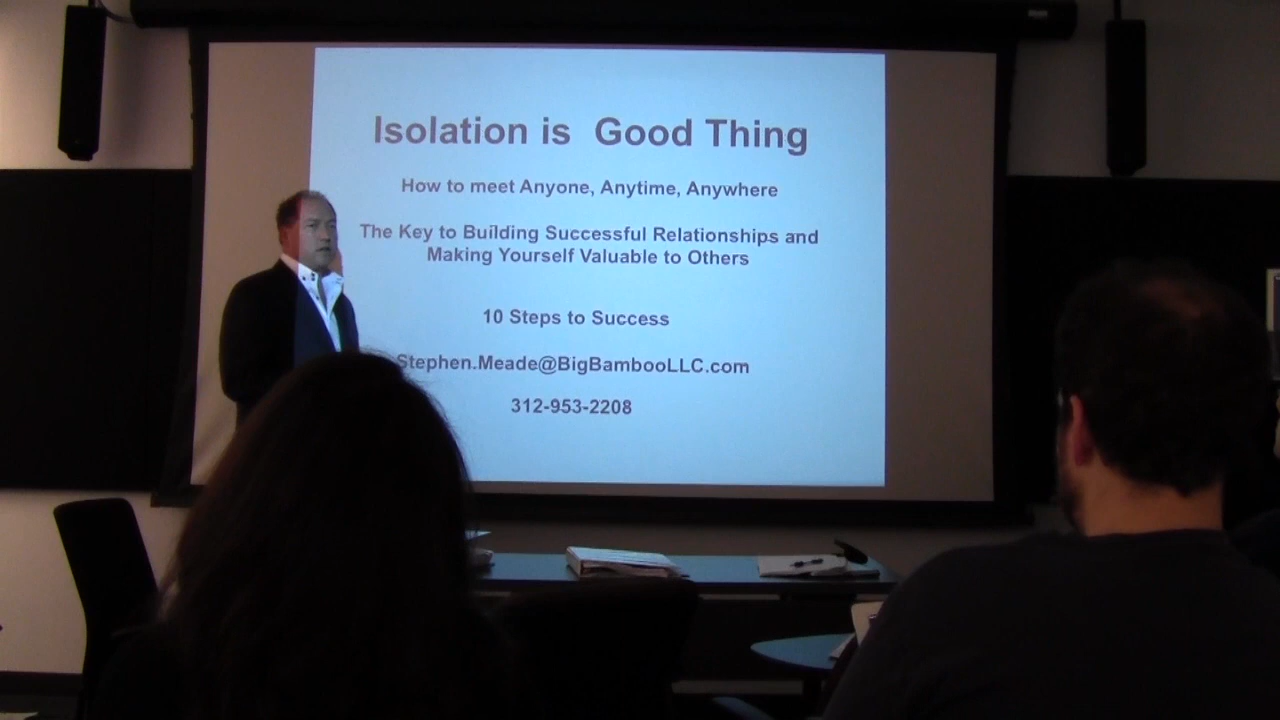 Isolation is  Good Thing
How to meet Anyone, Anytime, Anywhere
The Key to Building Successful Relationships and
Making Yourself Valuable to Others
10 Steps to Success
Stephen.Meade@BigBambooLLC.com
312-953-2208